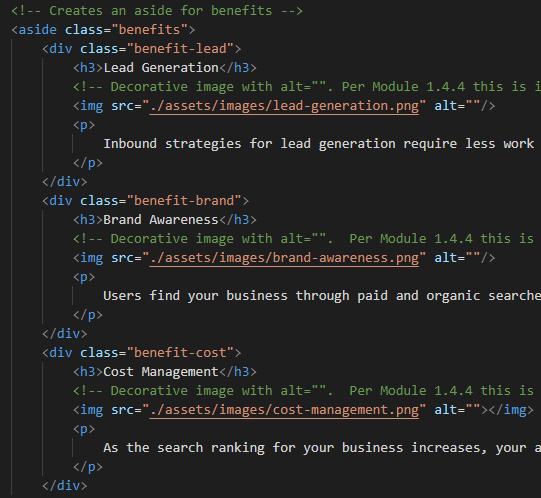 <!-- Creates an aside for benefits -->
<aside class="benefits">
<div class="benefit-lead">
<h3>Lead Generation</h3>
<!-- Decorative image with alt="". Per Module 1.4.4 this is i
<img src="./assets/images/lead-generation.png" alt=""/>
<p>
Inbound strategies for lead generation require less work
</p>
</div>
<div class="benefit-brand">
<h3>Brand Awareness</h3>
<!-- Decorative image with alt="".  Per Module 1.4.4 this is
<img src="./assets/images/brand-awareness.png" alt=""/>
<p>
Users find your business through paid and organic searche
</p>
</div>
<div class="benefit-cost">
<h3>Cost Management</h3>
<!-- Decorative image with alt="".  Per Module 1.4.4 this is
<img src="./assets/images/cost-management.png" alt=""></img>
<p>
As the search ranking for your business increases, your a
</p>
</div>